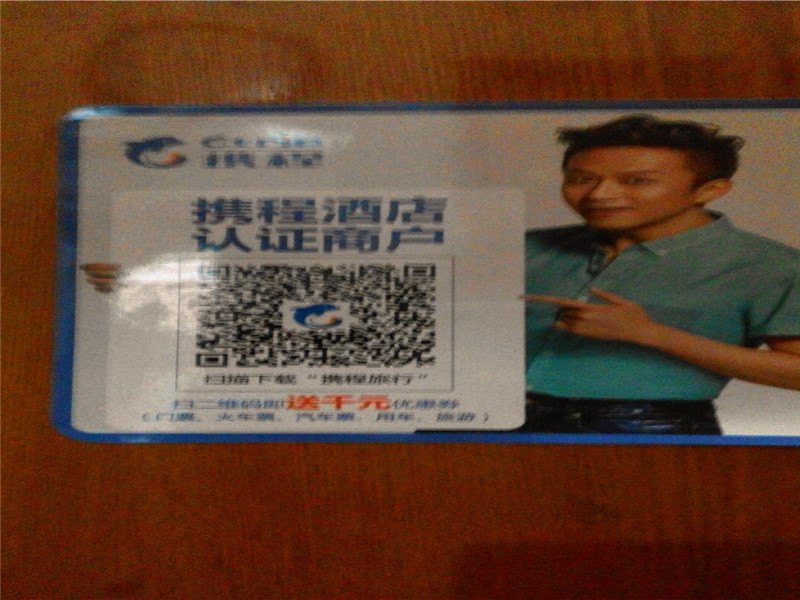 Ctrip
携程
携程酒店
认证商户
扫描下载“携程旅行”
扫二维码即送千元优惠券
（门票、火车票、汽车票、用车、旅游）